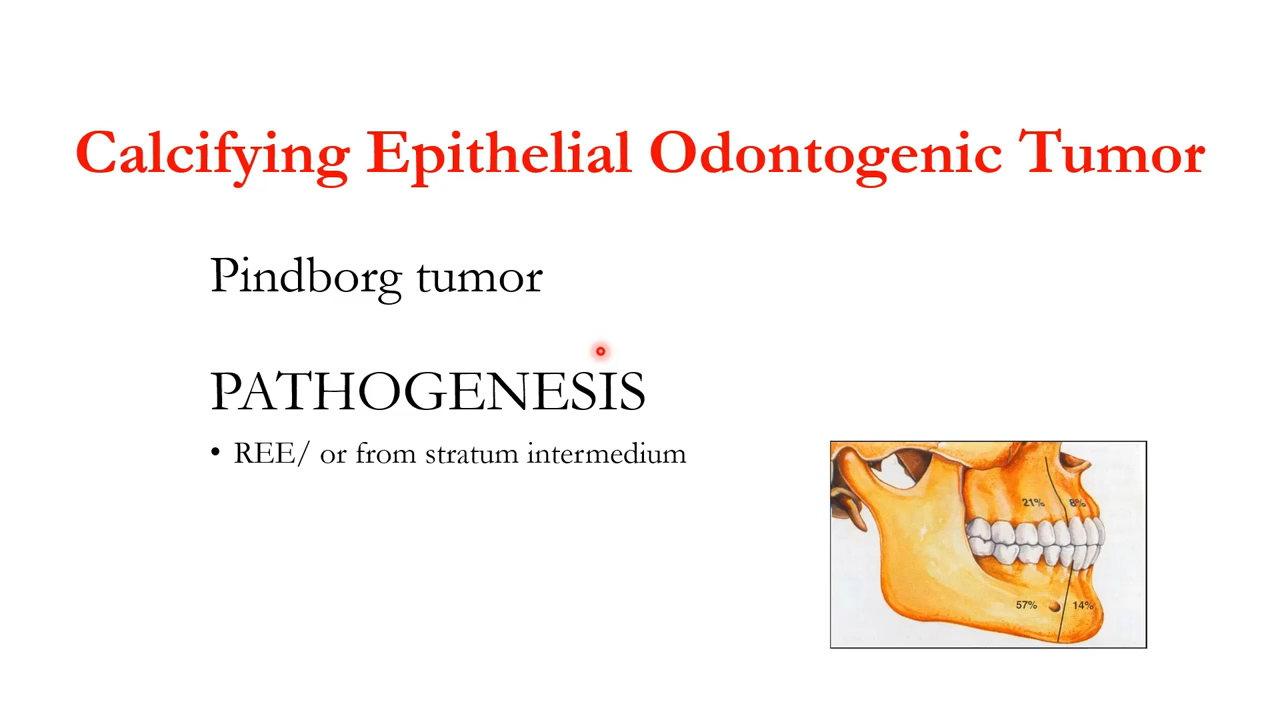 Calcifying Epithelial Odontogenic Tumor
Pindborg tumor
PATHOGENESIS
• REE/ or from stratum intermedium
21% 8%
57% 14%